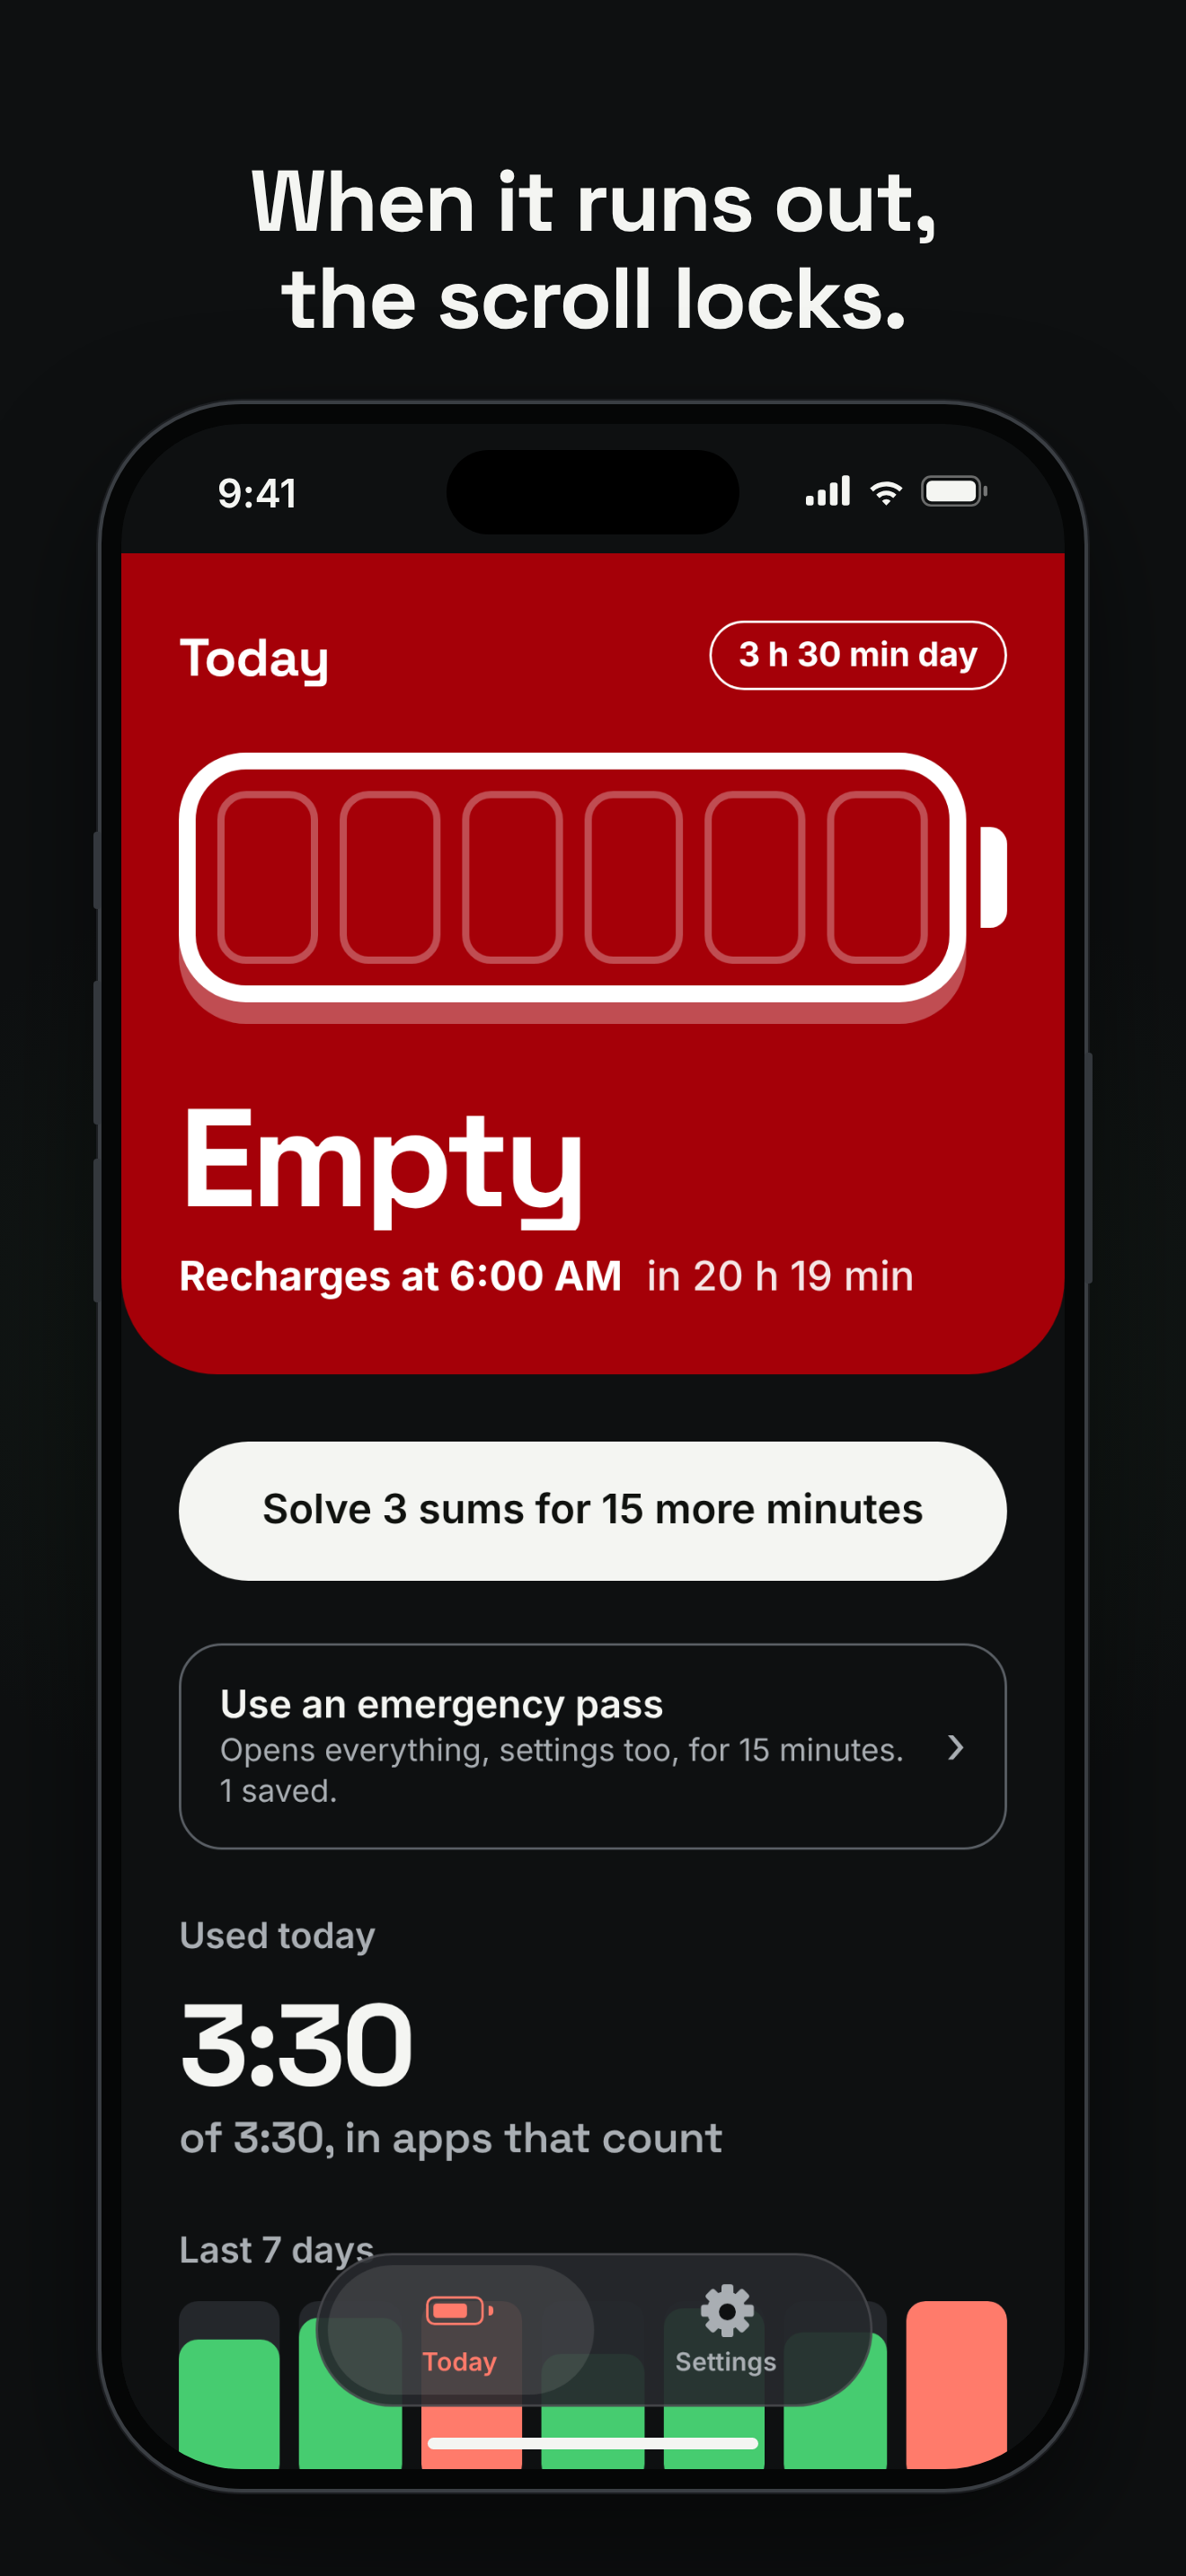 When it runs out,
the scroll locks.
9:41
Today
3 h 30 min day
Empty
Recharges at 6:00 AM in 20 h 19 min
Solve 3 sums for 15 more minutes
Use an emergency pass
Opens everything, settings too, for 15 minutes.
1 saved.
Used today
3:30
of 3:30, in apps that count
Last 7 days
Today
Settings